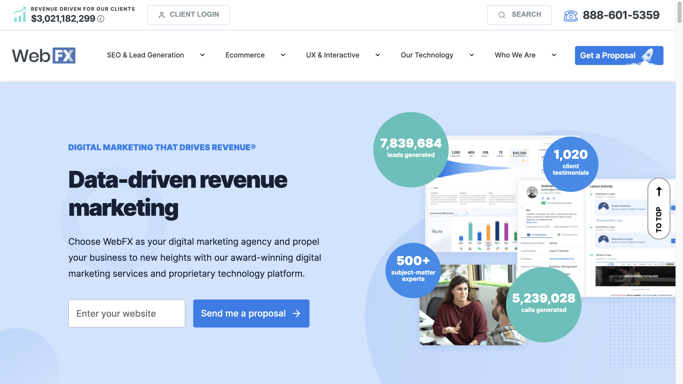 REVENUE DRIVEN FOR OUR CLIENTS
$3,021,182,299
CLIENT LOGIN
SEARCH
888-601-5359
WebFX
SEO & Lead Generation
Ecommerce
UX & Interactive
Our Technology
Who We Are
Get a Proposal
DIGITAL MARKETING THAT DRIVES REVENUE®
Data-driven revenue
marketing
Choose WebFX as your digital marketing agency and propel
your business to new heights with our award-winning digital
marketing services and proprietary technology platform.
Enter your website
Send me a proposal
7,839,684
leads generated
1,020
client
testimonials
Latest Activity
500+
subject-matter
experts
5,239,028
calls generated
TO TOP